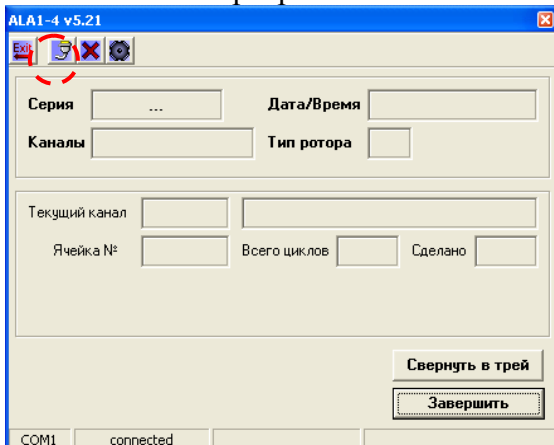 ALA1-4 v5.21
Exit
Серия ... Дата/Время
Каналы Тип ротора
Текущий канал
Ячейка № Всего циклов Сделано
Свернуть в трей
Завершить
COM1 connected